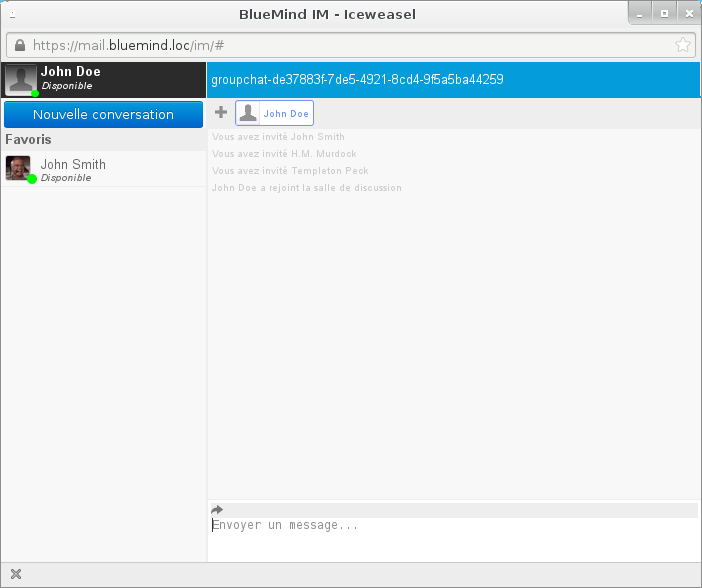 BlueMind IM - Iceweasel
https://mail.bluemind.loc/im/#
John Doe
Disponible
groupchat-de37883f-7de5-4921-8cd4-9f5a5ba44259
Nouvelle conversation
John Doe
Favoris
Vous avez invité John Smith
Vous avez invité H.M. Murdock
John Smith
Disponible
Vous avez invité Templeton Peck
John Doe a rejoint la salle de discussion
Envoyer un message...